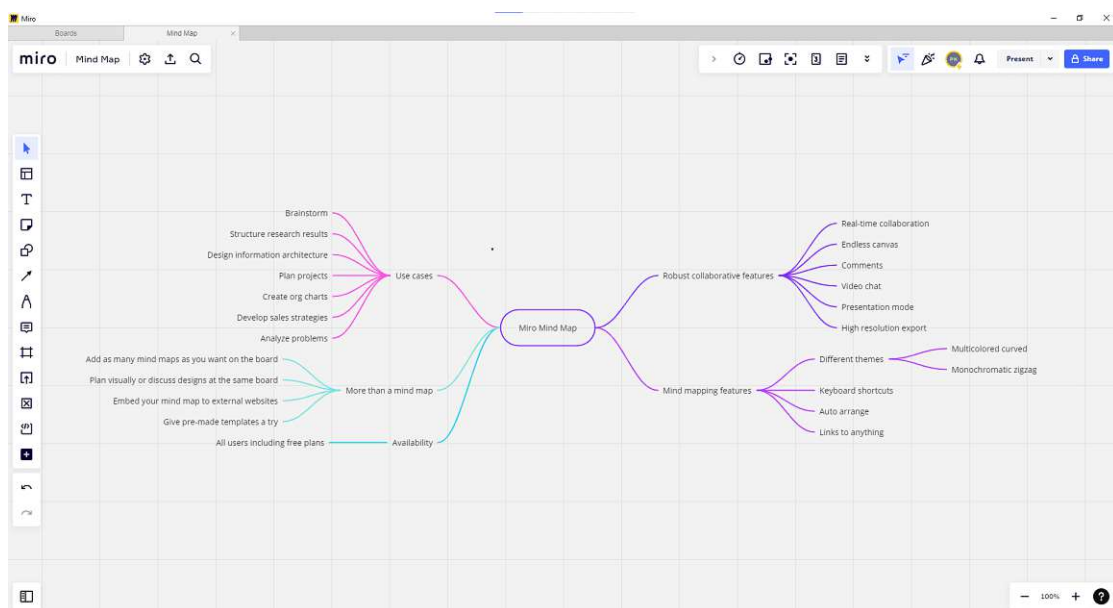 Miro
Boards
Mind Map
miro
Mind Map
3
PK
Present
Share
Brainstorm
Structure research results
Design information architecture
Plan projects
Create org charts
Develop sales strategies
Analyze problems
Use cases
Add as many mind maps as you want on the board
Plan visually or discuss designs at the same board
Embed your mind map to external websites
Give pre-made templates a try
More than a mind map
All users including free plans
Availability
Miro Mind Map
Robust collaborative features
Real-time collaboration
Endless canvas
Comments
Video chat
Presentation mode
High resolution export
Mind mapping features
Different themes
Multicolored curved
Monochromatic zigzag
Keyboard shortcuts
Auto arrange
Links to anything
100%